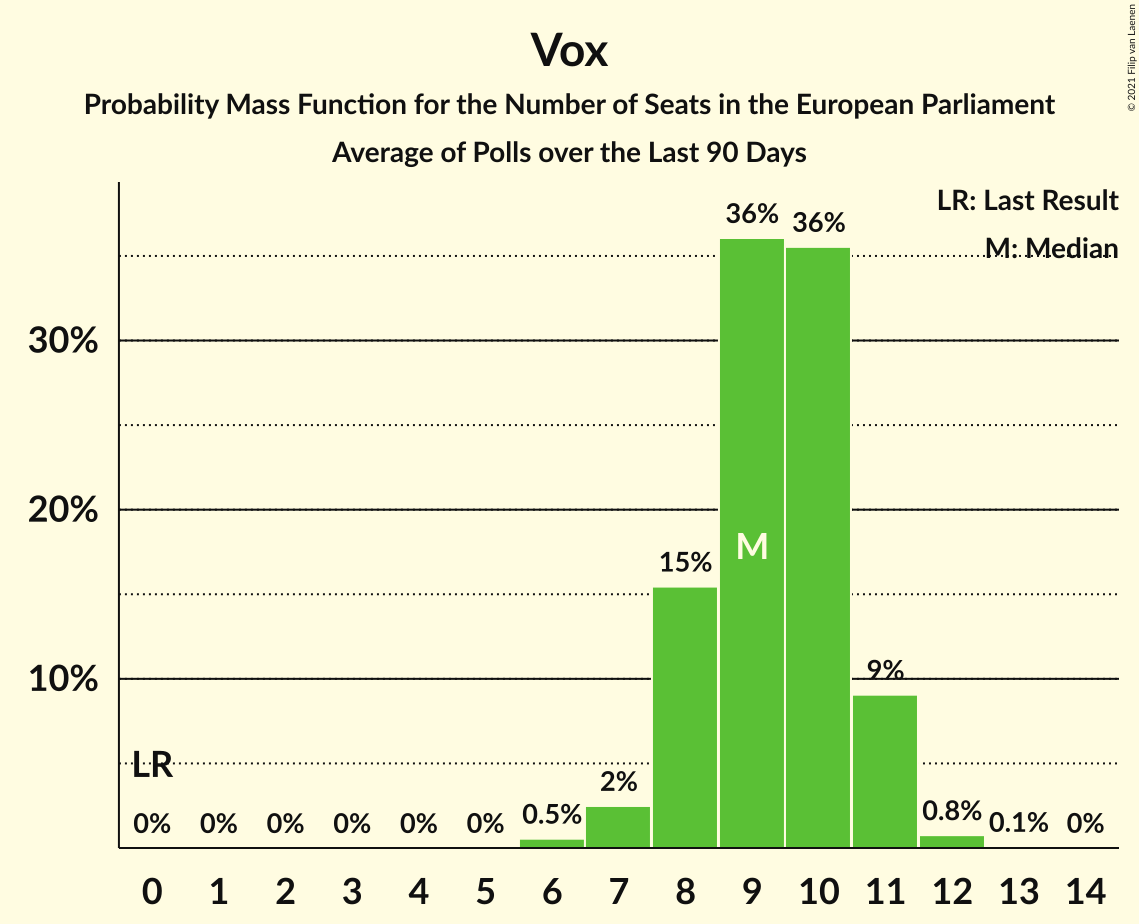 Vox
Probability Mass Function for the Number of Seats in the European Parliament
Average of Polls over the Last 90 Days
© 2021 Filip van Laenen
LR: Last Result
M: Median
36%
36%
30%
20%
M
15%
10%
9%
LR
2%
0% 0% 0% 0% 0% 0% 0.5% 0.8% 0.1% 0%
0 1 2 3 4 5 6 7 8 9 10 11 12 13 14